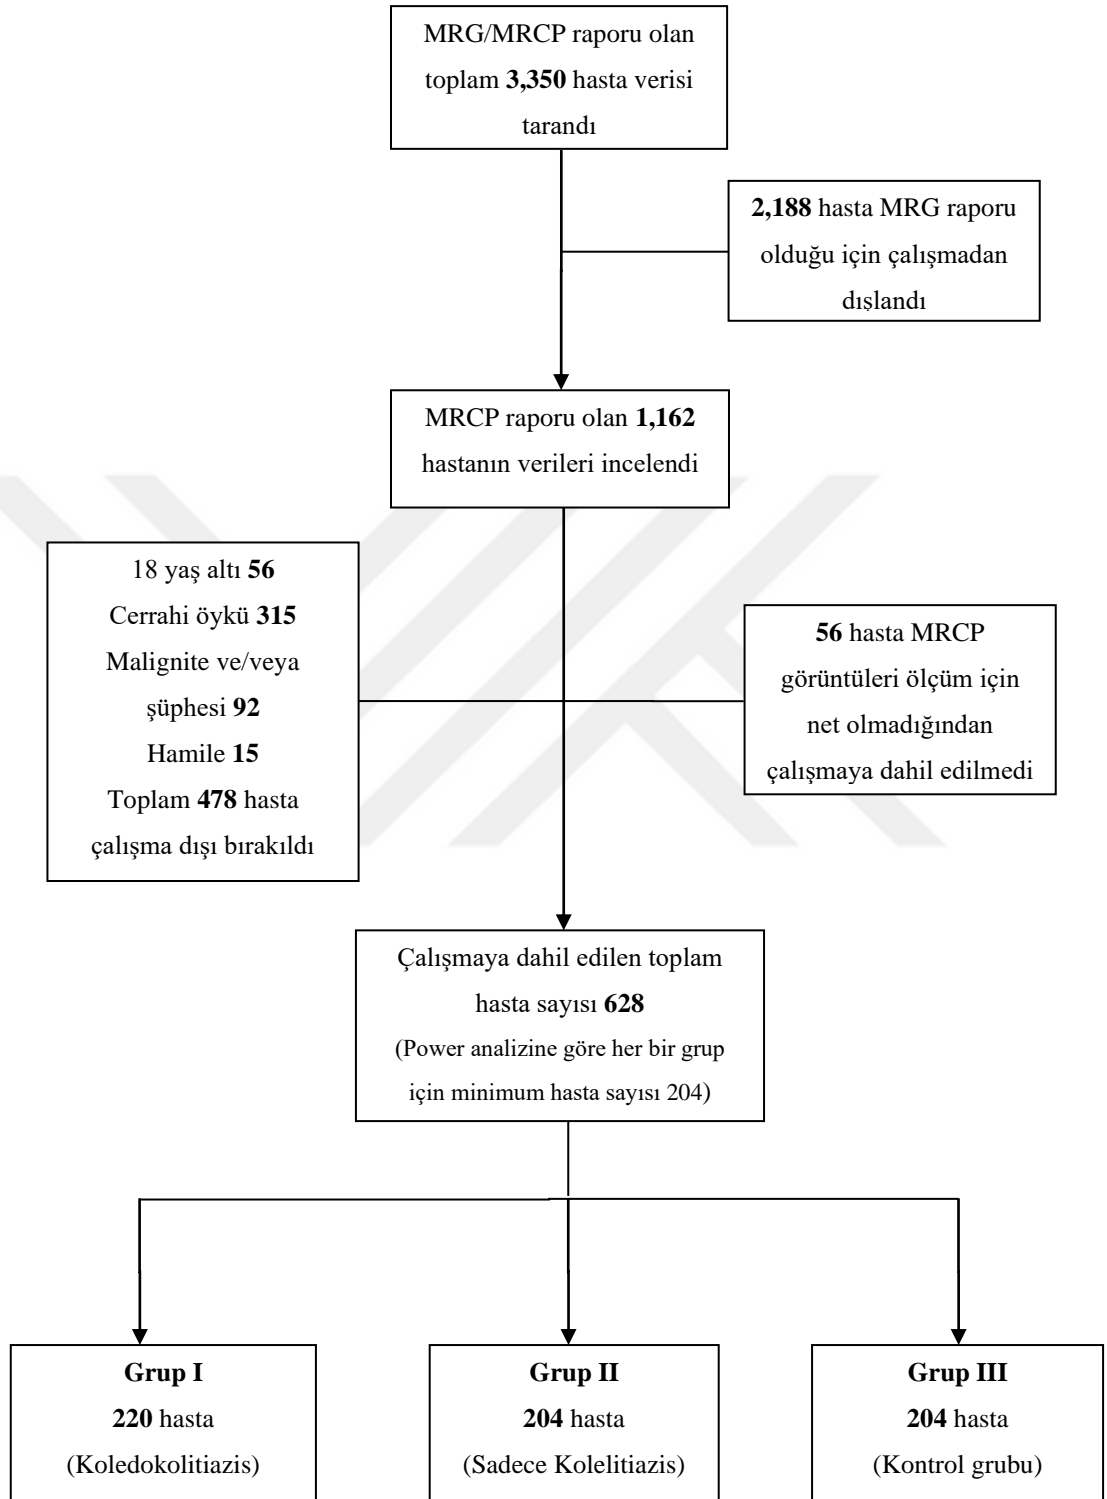 MRG/MRCP raporu olan
toplam 3,350 hasta verisi
tarandı
2,188 hasta MRG raporu
olduğu için çalışmadan
dışlandı
MRCP raporu olan 1,162
hastanın verileri incelendi
18 yaş altı 56
Cerrahi öykü 315
Malignite ve/veya
şüphesi 92
Hamile 15
Toplam 478 hasta
çalışma dışı bırakıldı
56 hasta MRCP
görüntüleri ölçüm için
net olmadığından
çalışmaya dahil edilmedi
Çalışmaya dahil edilen toplam
hasta sayısı 628
(Power analizine göre her bir grup
için minimum hasta sayısı 204)
Grup I
220 hasta
(Koledokolitiazis)
Grup II
204 hasta
(Sadece Kolelitiazis)
Grup III
204 hasta
(Kontrol grubu)